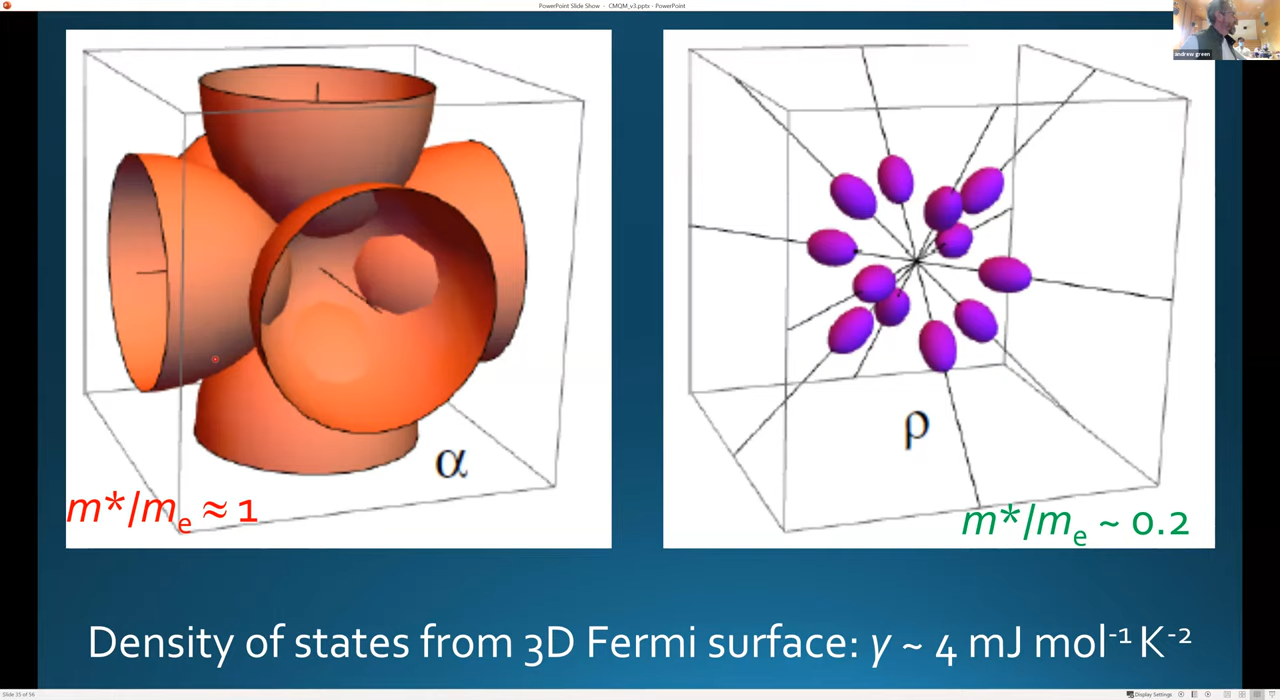 PowerPoint Slide Show - CMQM_v3.pptx - PowerPoint
andrew green
α
ρ
m*/mₑ ≈ 1
m*/mₑ ~ 0.2
Density of states from 3D Fermi surface: γ ~ 4 mJ mol⁻¹ K⁻²
Slide 35 of 56
Display Settings